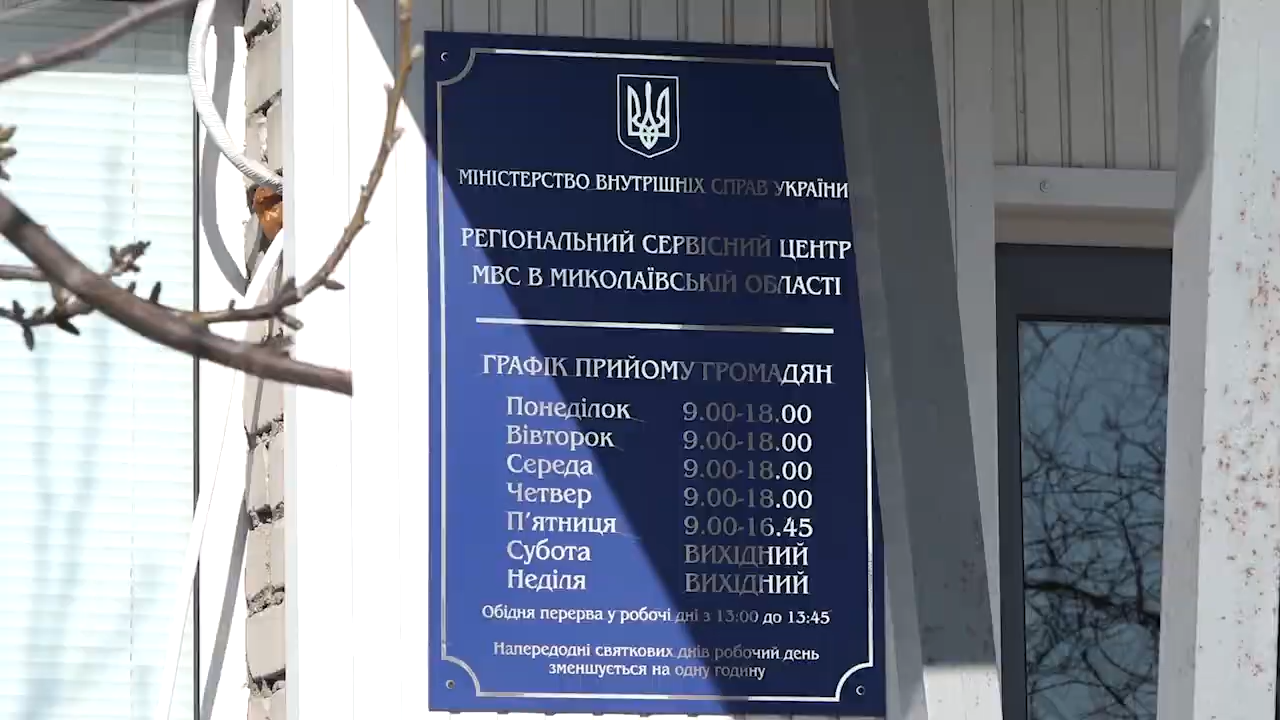 МІНІСТЕРСТВО ВНУТРІШНІХ СПРАВ УКРАЇНИ
РЕГІОНАЛЬНИЙ СЕРВІСНИЙ ЦЕНТР
МВС В МИКОЛАЇВСЬКІЙ ОБЛАСТІ
ГРАФІК ПРИЙОМУ ГРОМАДЯН
Понеділок 9.00-18.00
Вівторок 9.00-18.00
Середа 9.00-18.00
Четвер 9.00-18.00
П'ятниця 9.00-16.45
Субота ВИХІДНИЙ
Неділя ВИХІДНИЙ
Обідня перерва у робочі дні з 13:00 до 13:45
Напередодні святкових днів робочий день
зменшується на одну годину